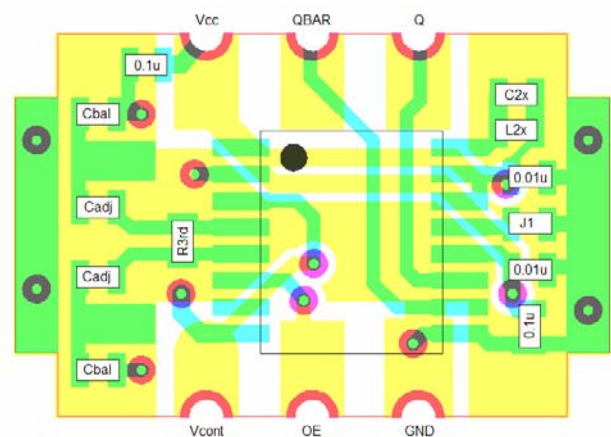 Vcc QBAR Q
0.1u
C2x
Cbal
L2x
0.01u
Cadj
J1
R3rd
Cadj
0.01u
0.1u
Cbal
Vcont OE GND